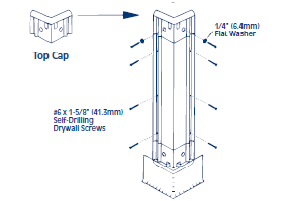 1/4" (6.4mm)
Flat Washer
Top Cap
#6 x 1-5/8" (41.3mm)
Self-Drilling
Drywall Screws